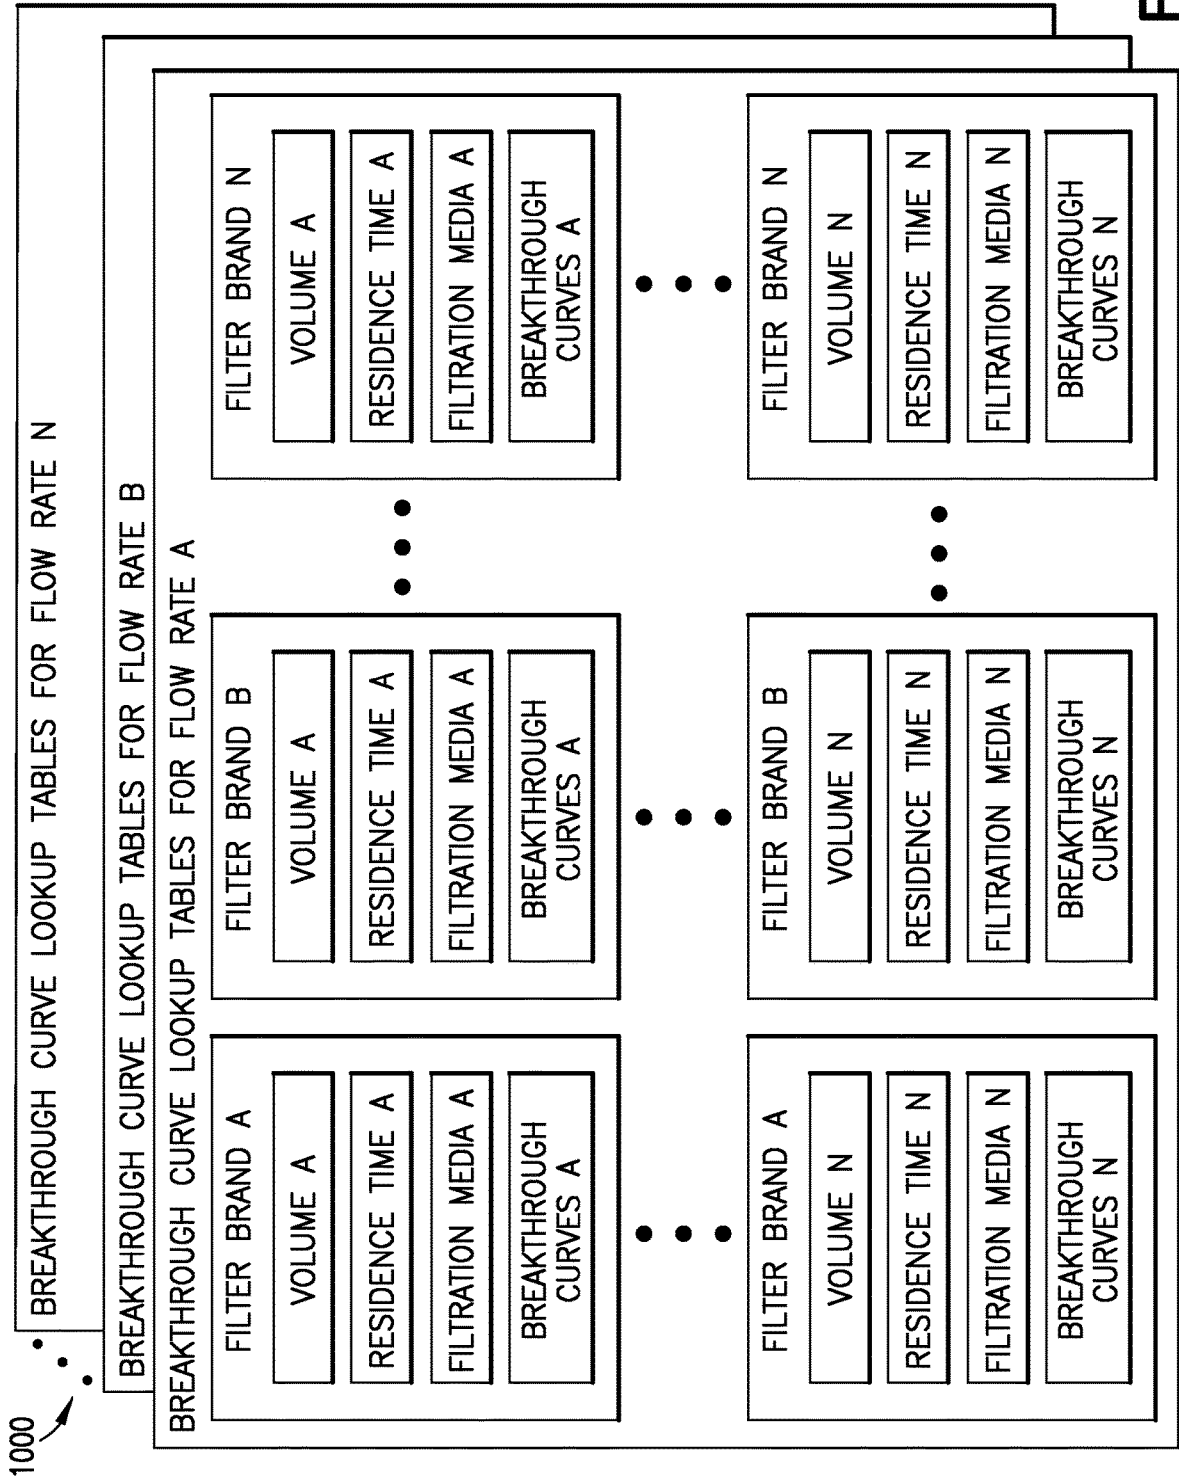 1000
BREAKTHROUGH CURVE LOOKUP TABLES FOR FLOW RATE N
BREAKTHROUGH CURVE LOOKUP TABLES FOR FLOW RATE B
BREAKTHROUGH CURVE LOOKUP TABLES FOR FLOW RATE A
FILTER BRAND A
VOLUME A
RESIDENCE TIME A
FILTRATION MEDIA A
BREAKTHROUGH
CURVES A
FILTER BRAND B
VOLUME A
RESIDENCE TIME A
FILTRATION MEDIA A
BREAKTHROUGH
CURVES A
FILTER BRAND N
VOLUME A
RESIDENCE TIME A
FILTRATION MEDIA A
BREAKTHROUGH
CURVES A
FILTER BRAND A
VOLUME N
RESIDENCE TIME N
FILTRATION MEDIA N
BREAKTHROUGH
CURVES N
FILTER BRAND B
VOLUME N
RESIDENCE TIME N
FILTRATION MEDIA N
BREAKTHROUGH
CURVES N
FILTER BRAND N
VOLUME N
RESIDENCE TIME N
FILTRATION MEDIA N
BREAKTHROUGH
CURVES N